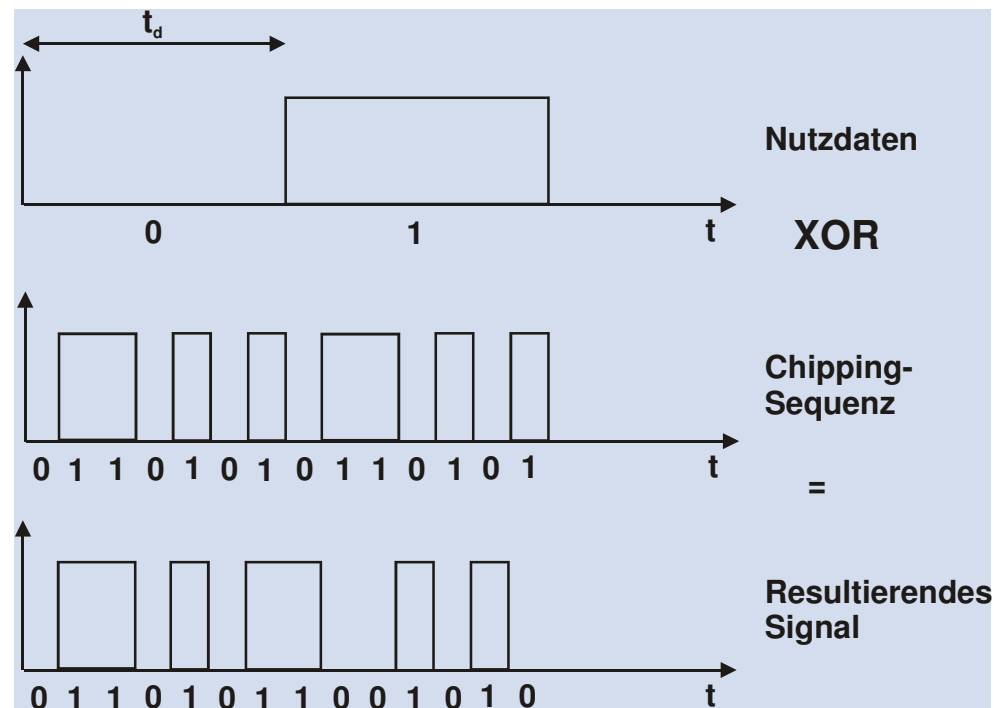 td
Nutzdaten
0 1 t
XOR
Chipping-
Sequenz
0 1 1 0 1 0 1 0 1 1 0 1 0 1 t
=
Resultierendes
Signal
0 1 1 0 1 0 1 1 0 0 1 0 1 0 t